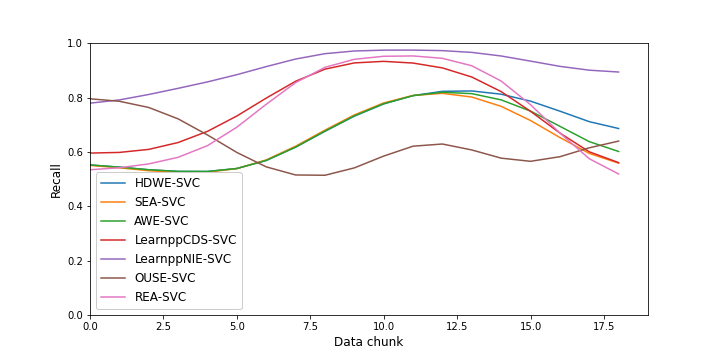 1.0
0.8
0.6
0.4
0.2
0.0
Recall
HDWE-SVC
SEA-SVC
AWE-SVC
LearnppCDS-SVC
LearnppNIE-SVC
OUSE-SVC
REA-SVC
0.0 2.5 5.0 7.5 10.0 12.5 15.0 17.5
Data chunk